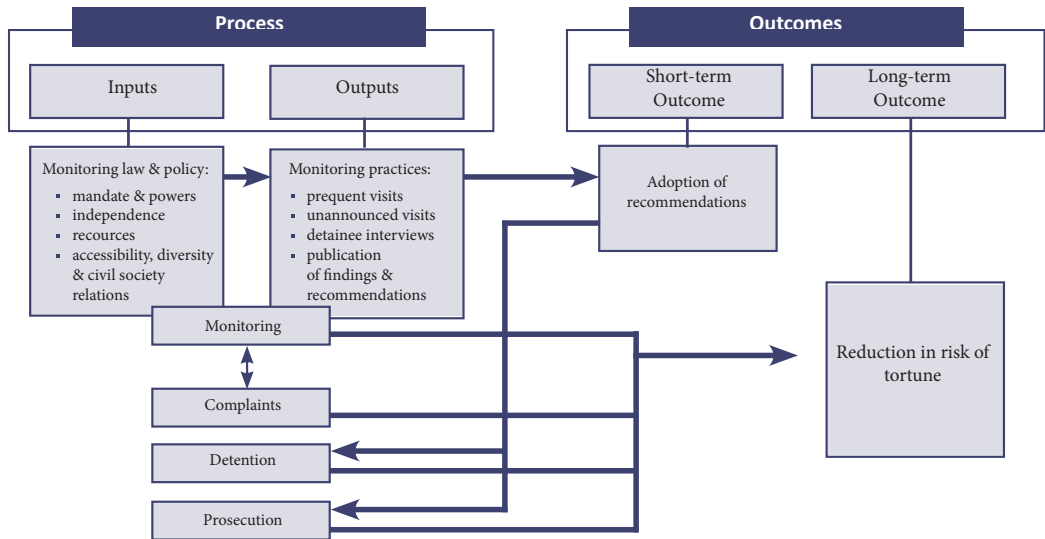 Process
Outcomes
Inputs
Outputs
Short-term
Outcome
Long-term
Outcome
Monitoring law & policy:
▪ mandate & powers
▪ independence
▪ recources
▪ accessibility, diversity
& civil society
relations
Monitoring practices:
▪ prequent visits
▪ unannounced visits
▪ detainee interviews
▪ publication
of findings &
recommendations
Adoption of
recommendations
Monitoring
Complaints
Detention
Prosecution
Reduction in risk of
tortune